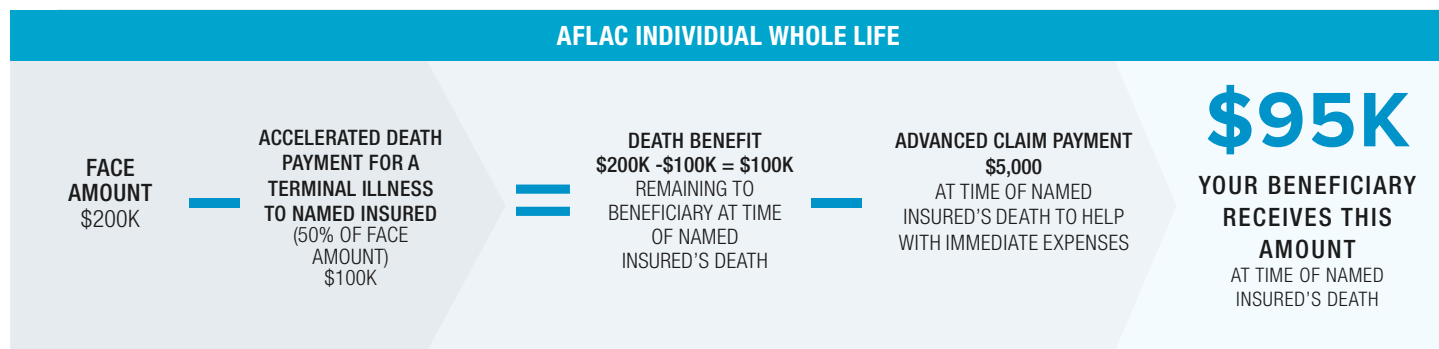 AFLAC INDIVIDUAL WHOLE LIFE
FACE
AMOUNT
$200K
ACCELERATED DEATH
PAYMENT FOR A
TERMINAL ILLNESS
TO NAMED INSURED
(50% OF FACE
AMOUNT)
$100K
DEATH BENEFIT
$200K -$100K = $100K
REMAINING TO
BENEFICIARY AT TIME
OF NAMED
INSURED’S DEATH
ADVANCED CLAIM PAYMENT
$5,000
AT TIME OF NAMED
INSURED’S DEATH TO HELP
WITH IMMEDIATE EXPENSES
$95K
YOUR BENEFICIARY
RECEIVES THIS
AMOUNT
AT TIME OF NAMED
INSURED’S DEATH